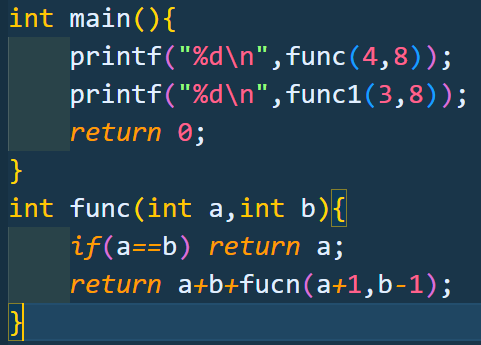 int main(){
    printf("%d\n",func(4,8));
    printf("%d\n",func1(3,8));
    return 0;
}
int func(int a,int b){
    if(a==b) return a;
    return a+b+fucn(a+1,b-1);
}